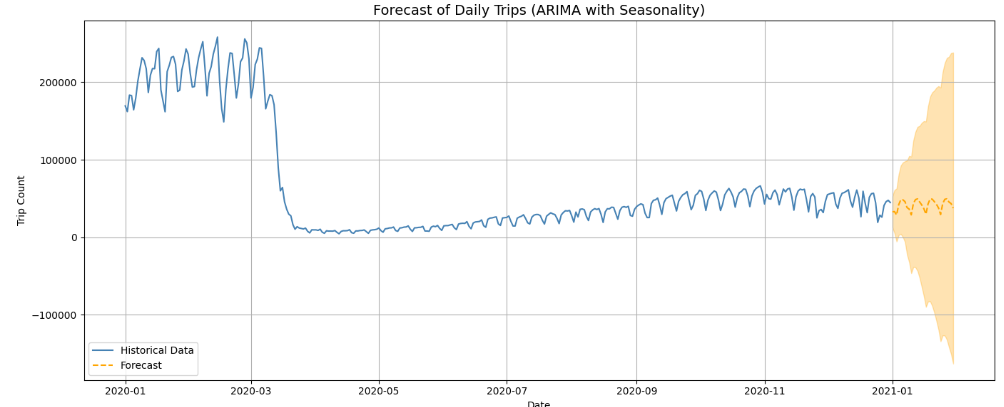 Forecast of Daily Trips (ARIMA with Seasonality)
200000
100000
0
−100000
Trip Count
Historical Data
Forecast
2020-01
2020-03
2020-05
2020-07
2020-09
2020-11
2021-01
Date